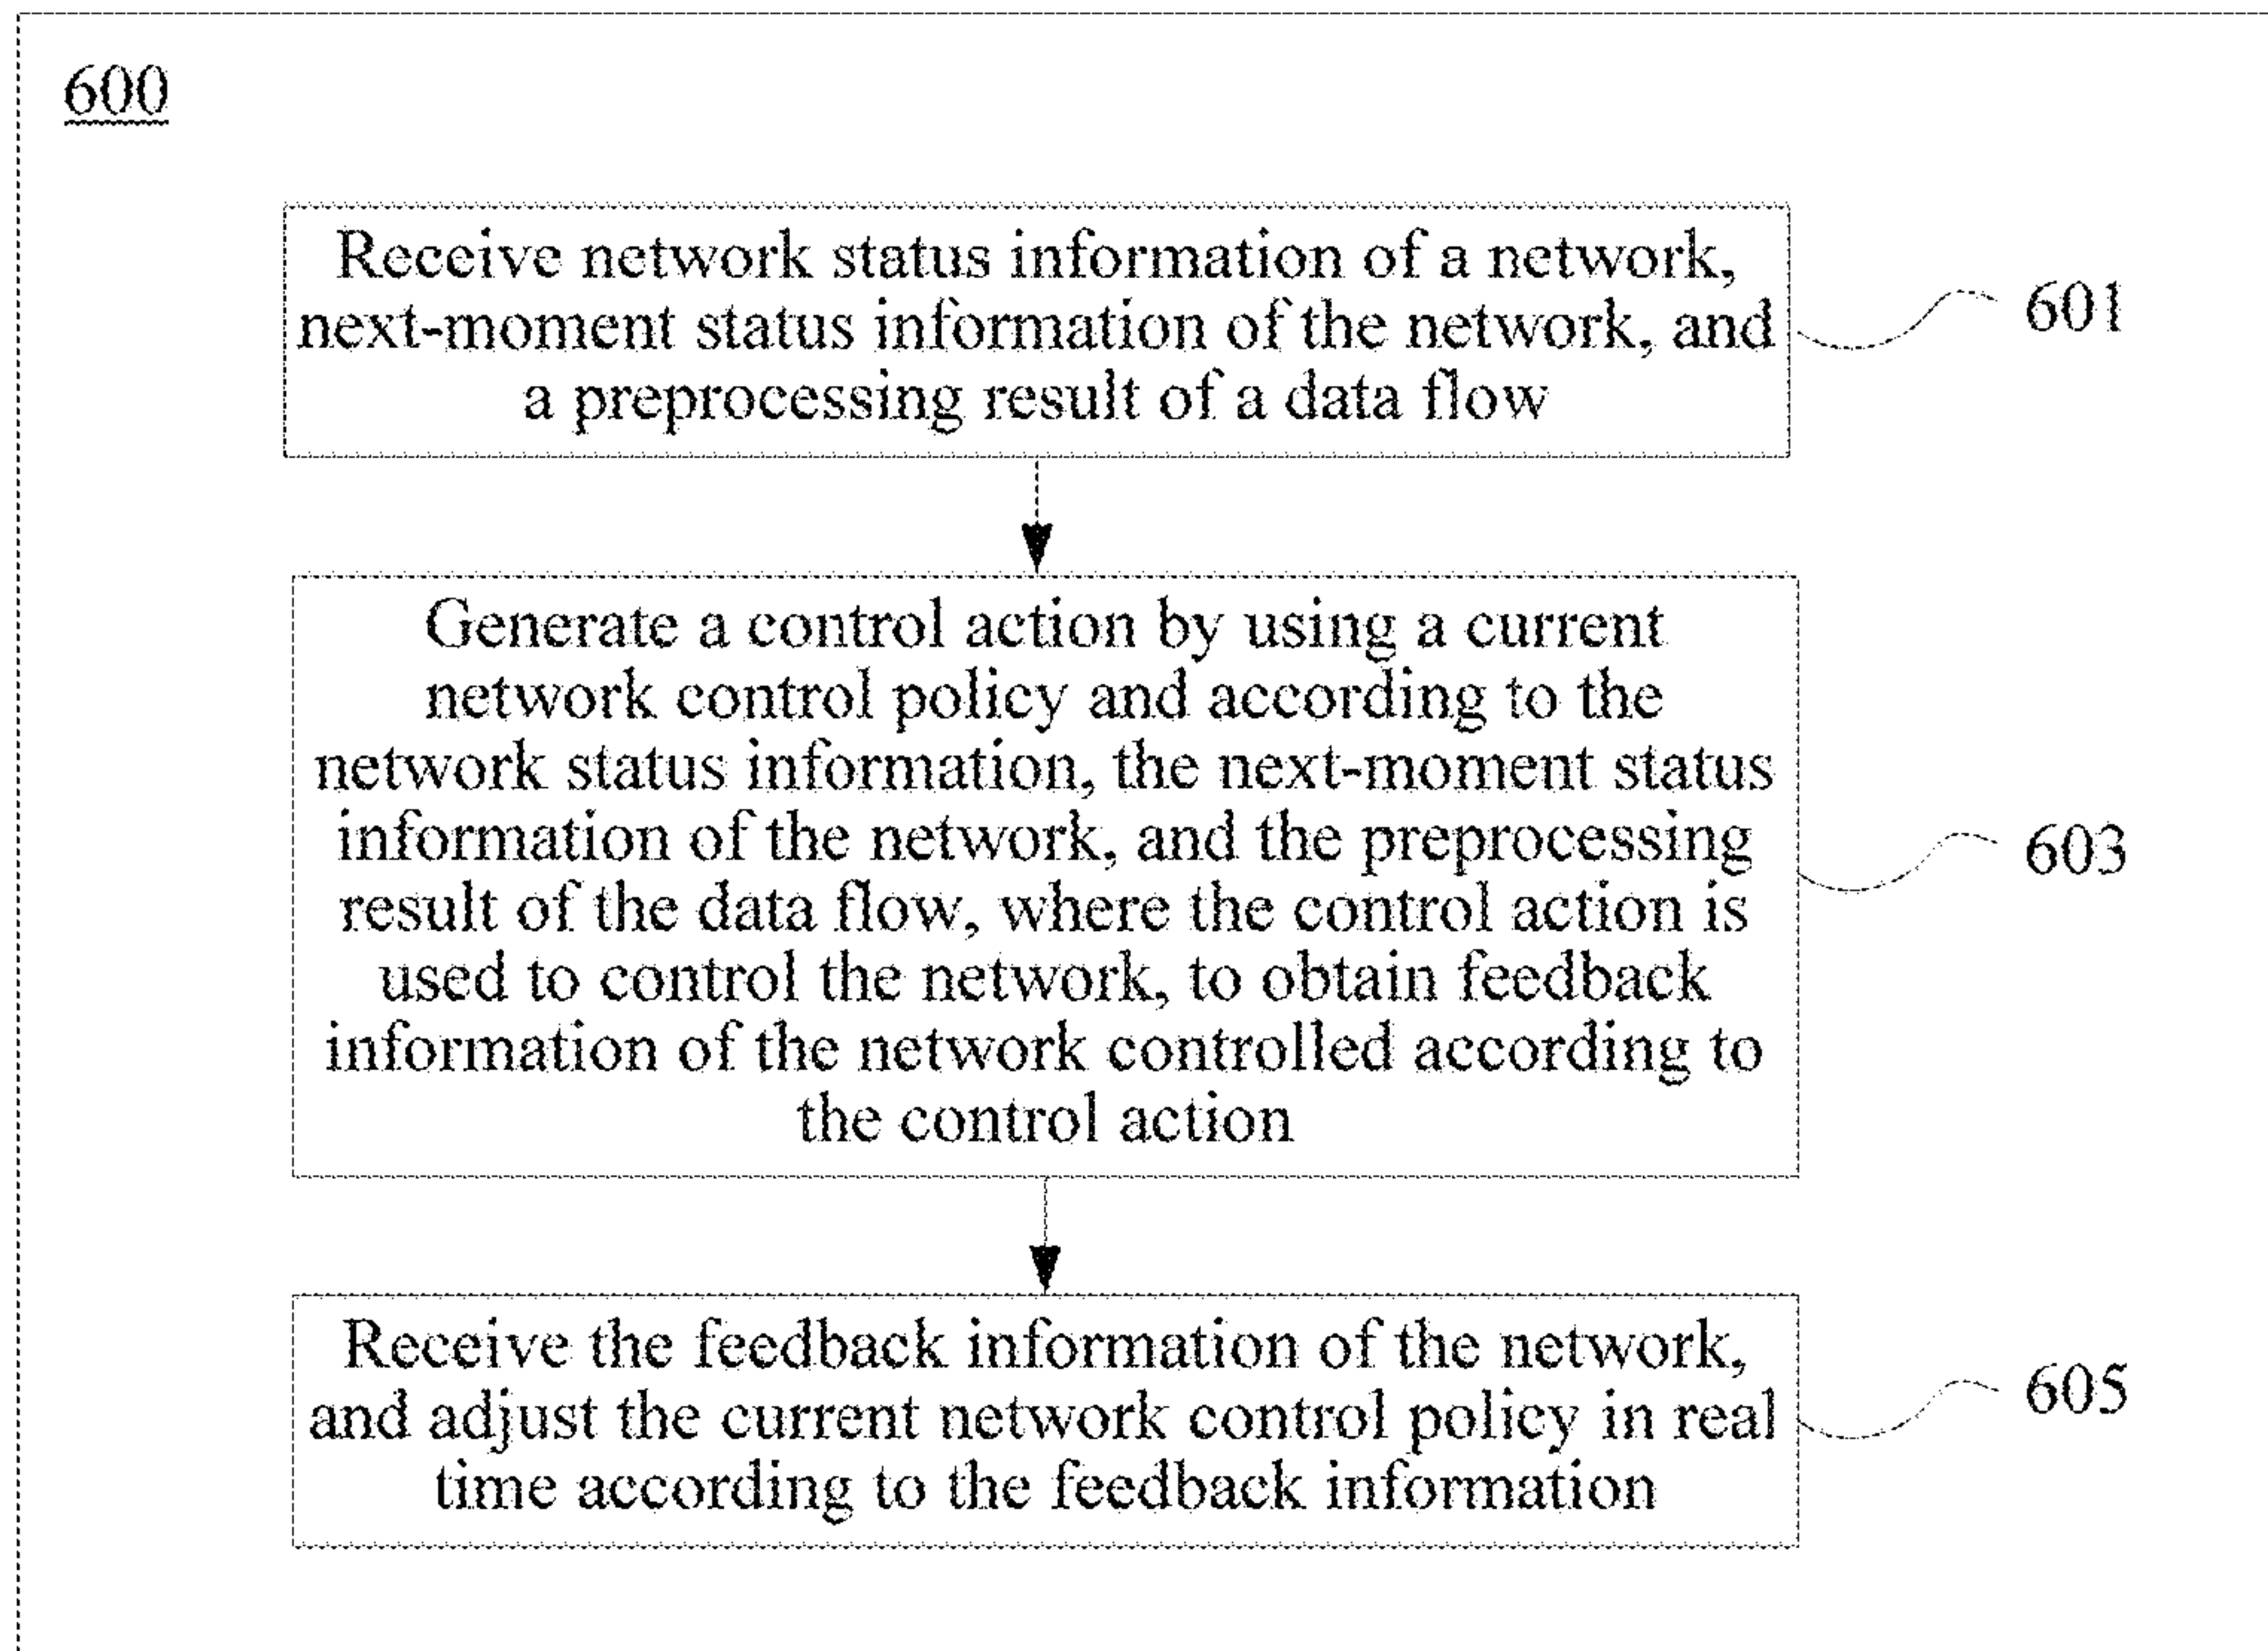 600
Receive network status information of a network,
next-moment status information of the network, and
a preprocessing result of a data flow
601
Generate a control action by using a current
network control policy and according to the
network status information, the next-moment status
information of the network, and the preprocessing
result of the data flow, where the control action is
used to control the network, to obtain feedback
information of the network controlled according to
the control action
603
Receive the feedback information of the network,
and adjust the current network control policy in real
time according to the feedback information
605